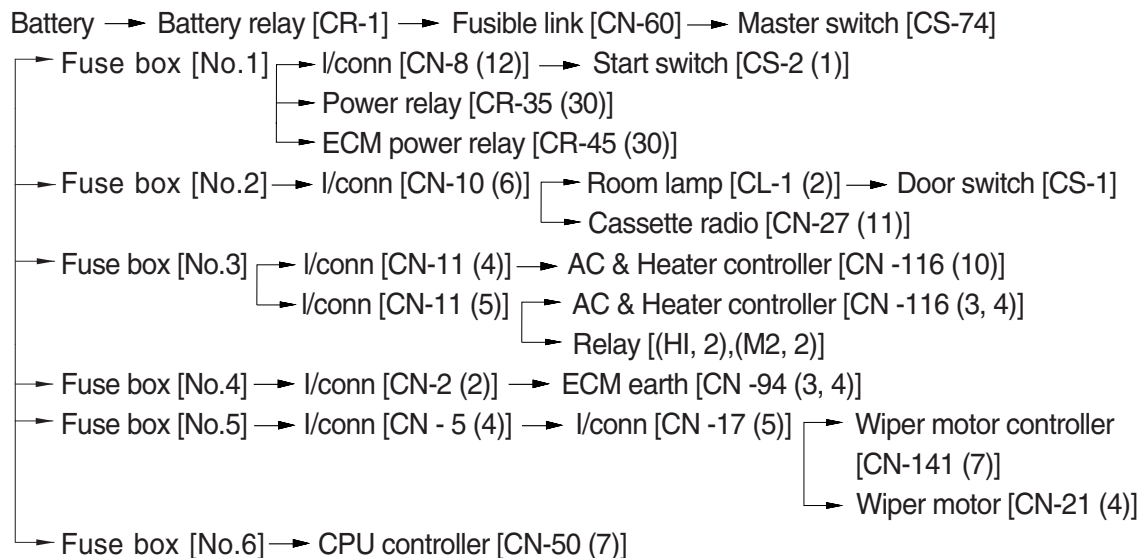 Battery → Battery relay [CR-1] → Fusible link [CN-60] → Master switch [CS-74]
Fuse box [No.1] → I/conn [CN-8 (12)] → Start switch [CS-2 (1)]
→ Power relay [CR-35 (30)]
→ ECM power relay [CR-45 (30)]
Fuse box [No.2] → I/conn [CN-10 (6)] → Room lamp [CL-1 (2)] → Door switch [CS-1]
→ Cassette radio [CN-27 (11)]
Fuse box [No.3] → I/conn [CN-11 (4)] → AC & Heater controller [CN -116 (10)]
→ I/conn [CN-11 (5)] → AC & Heater controller [CN -116 (3, 4)]
→ Relay [(HI, 2),(M2, 2)]
Fuse box [No.4] → I/conn [CN-2 (2)] → ECM earth [CN -94 (3, 4)]
Fuse box [No.5] → I/conn [CN - 5 (4)] → I/conn [CN -17 (5)] → Wiper motor controller
[CN-141 (7)]
→ Wiper motor [CN-21 (4)]
Fuse box [No.6] → CPU controller [CN-50 (7)]